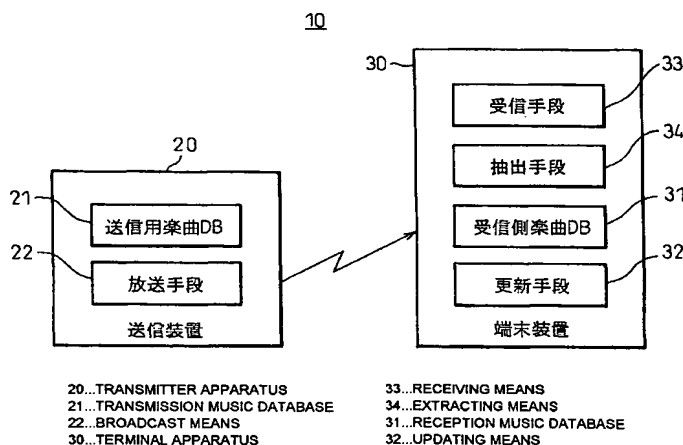 10
20
21
送信用楽曲DB
22
放送手段
送信装置
30
受信手段
33
抽出手段
34
受信側楽曲DB
31
更新手段
32
端末装置
20...TRANSMITTER APPARATUS
21...TRANSMISSION MUSIC DATABASE
22...BROADCAST MEANS
30...TERMINAL APPARATUS
33...RECEIVING MEANS
34...EXTRACTING MEANS
31...RECEPTION MUSIC DATABASE
32...UPDATING MEANS